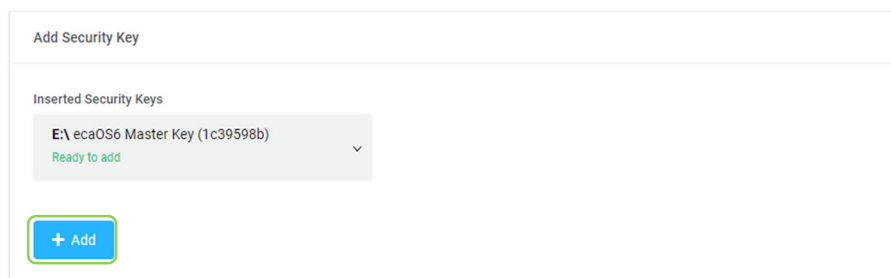 Add Security Key
Inserted Security Keys
E:\ ecaOS6 Master Key (1c39598b)
Ready to add
+ Add